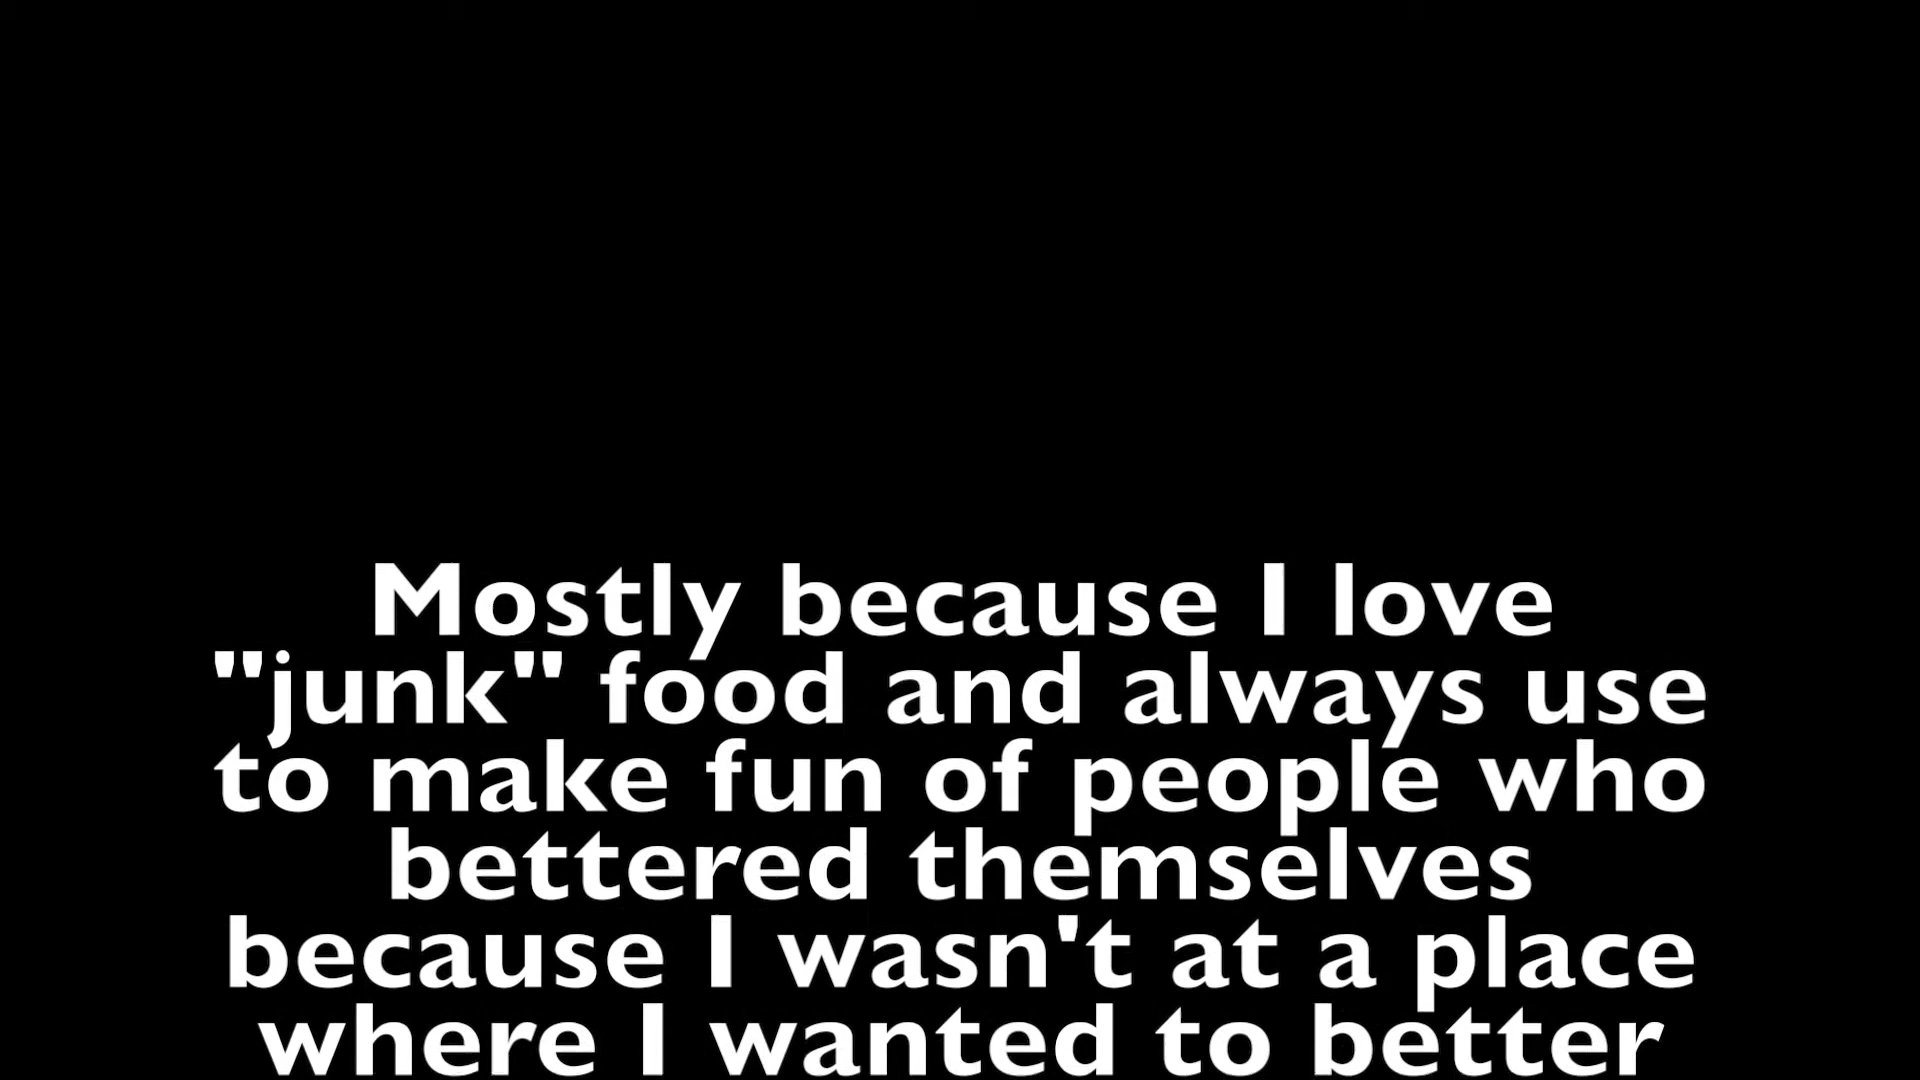 Mostly because I love
"junk" food and always use
to make fun of people who
bettered themselves
because I wasn't at a place
where I wanted to better